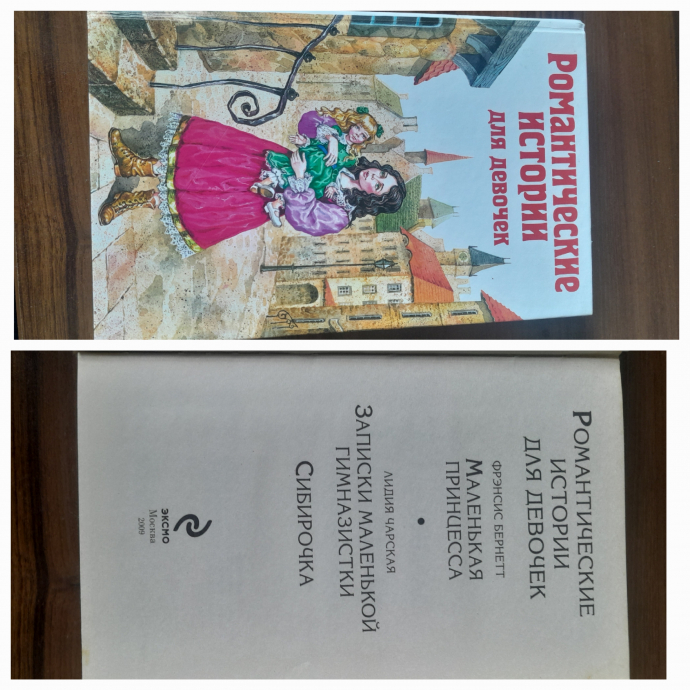 Романтические
истории
для девочек
Романтические
истории
для девочек
Фрэнсис Бернетт
Маленькая
принцесса
•
Лидия Чарская
Записки маленькой
гимназистки
Сибирочка
ЭКСМО
Москва
2009